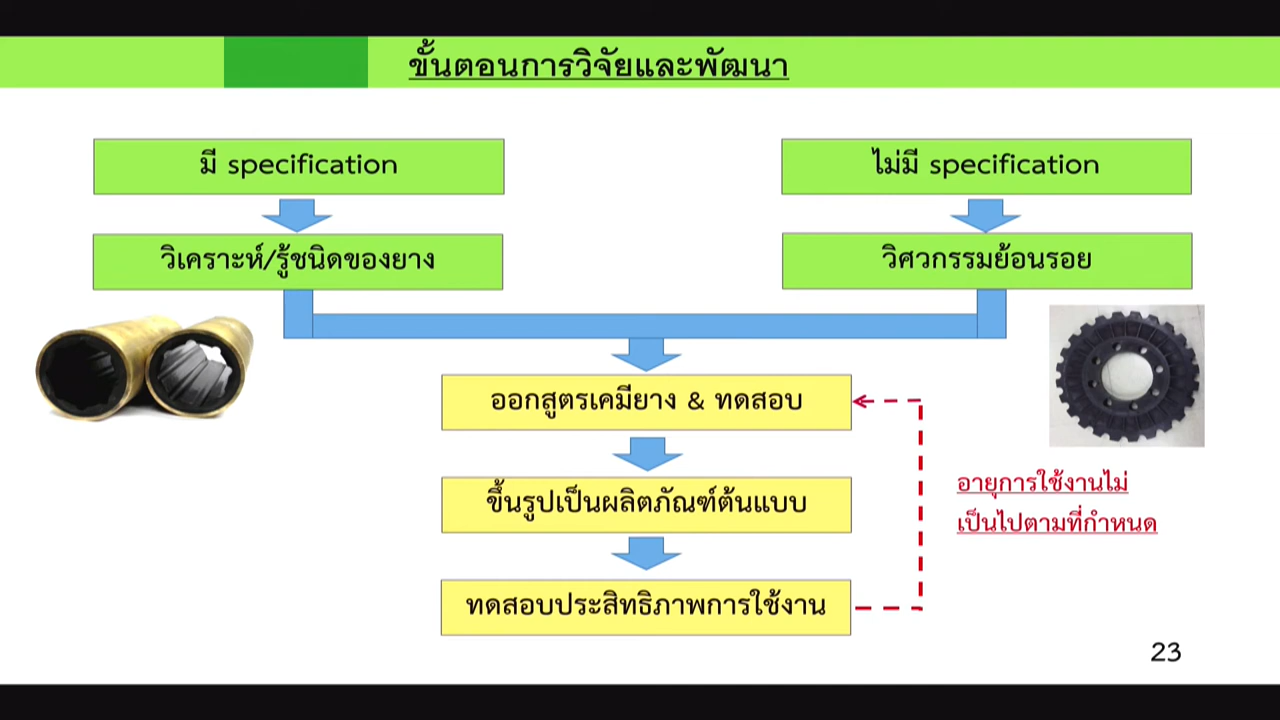 ขั้นตอนการวิจัยและพัฒนา
มี specification
ไม่มี specification
วิเคราะห์/รู้ชนิดของยาง
วิศวกรรมย้อนรอย
ออกสูตรเคมียาง & ทดสอบ
ขึ้นรูปเป็นผลิตภัณฑ์ต้นแบบ
อายุการใช้งานไม่
เป็นไปตามที่กำหนด
ทดสอบประสิทธิภาพการใช้งาน
23